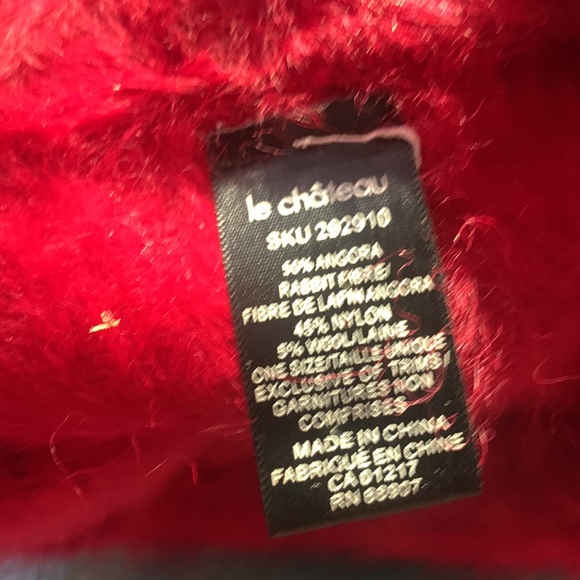 le château
SKU 292910
50% ANGORA
RABBIT FIBRE/
FIBRE DE LAPIN ANGORA
45% NYLON
5% WOOL/LAINE
ONE SIZE/TAILLE UNIQUE
EXCLUSIVE OF TRIMS/
GARNITURES NON
COMPRISES
MADE IN CHINA
FABRIQUÉ EN CHINE
CA 01217
RN